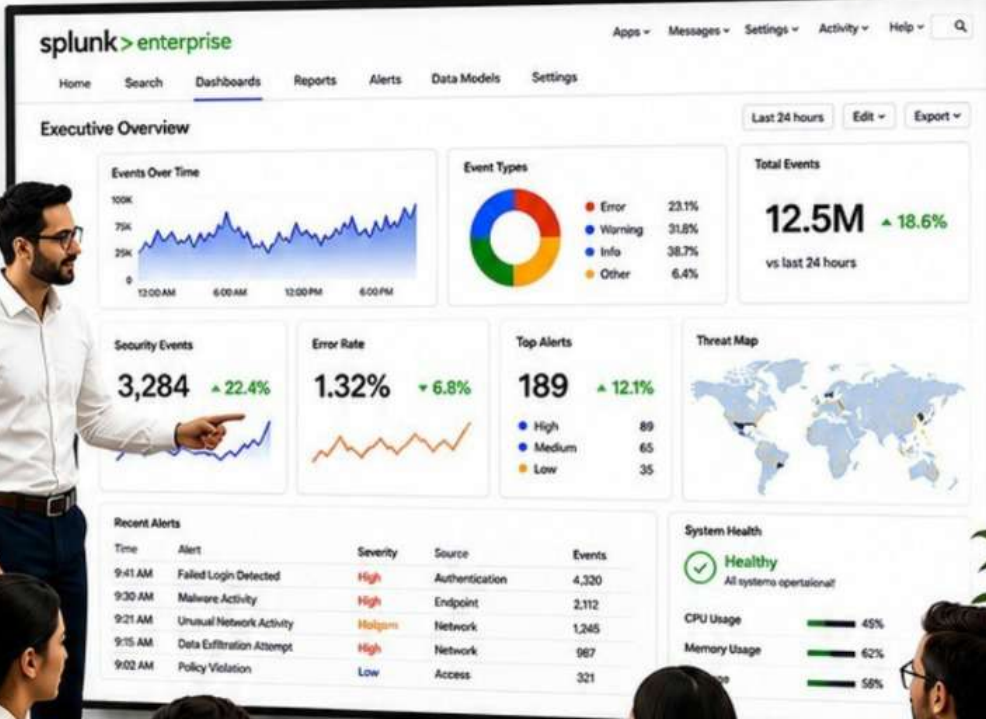 splunk>enterprise
Apps Messages Settings Activity Help
Home Search Dashboards Reports Alerts Data Models Settings
Executive Overview
Last 24 hours Edit Export
Events Over Time
100K
75K
25K
0
12:00 AM 6:00 AM 12:00 PM 6:00 PM
Event Types
Error 23.1%
Warning 31.8%
Info 38.7%
Other 6.4%
Total Events
12.5M ▲ 18.6%
vs last 24 hours
Security Events
3,284 ▲ 22.4%
Error Rate
1.32% ▼ 6.8%
Top Alerts
189 ▲ 12.1%
High 89
Medium 65
Low 35
Threat Map
Recent Alerts
Time Alert Severity Source Events
9:41 AM Failed Login Detected High Authentication 4,320
9:30 AM Malware Activity High Endpoint 2,112
9:21 AM Unusual Network Activity Network 1,245
9:15 AM Data Exfiltration Attempt High Network 987
9:02 AM Policy Violation Low Access 321
System Health
Healthy
All systems
CPU Usage 45%
Memory Usage 62%
56%